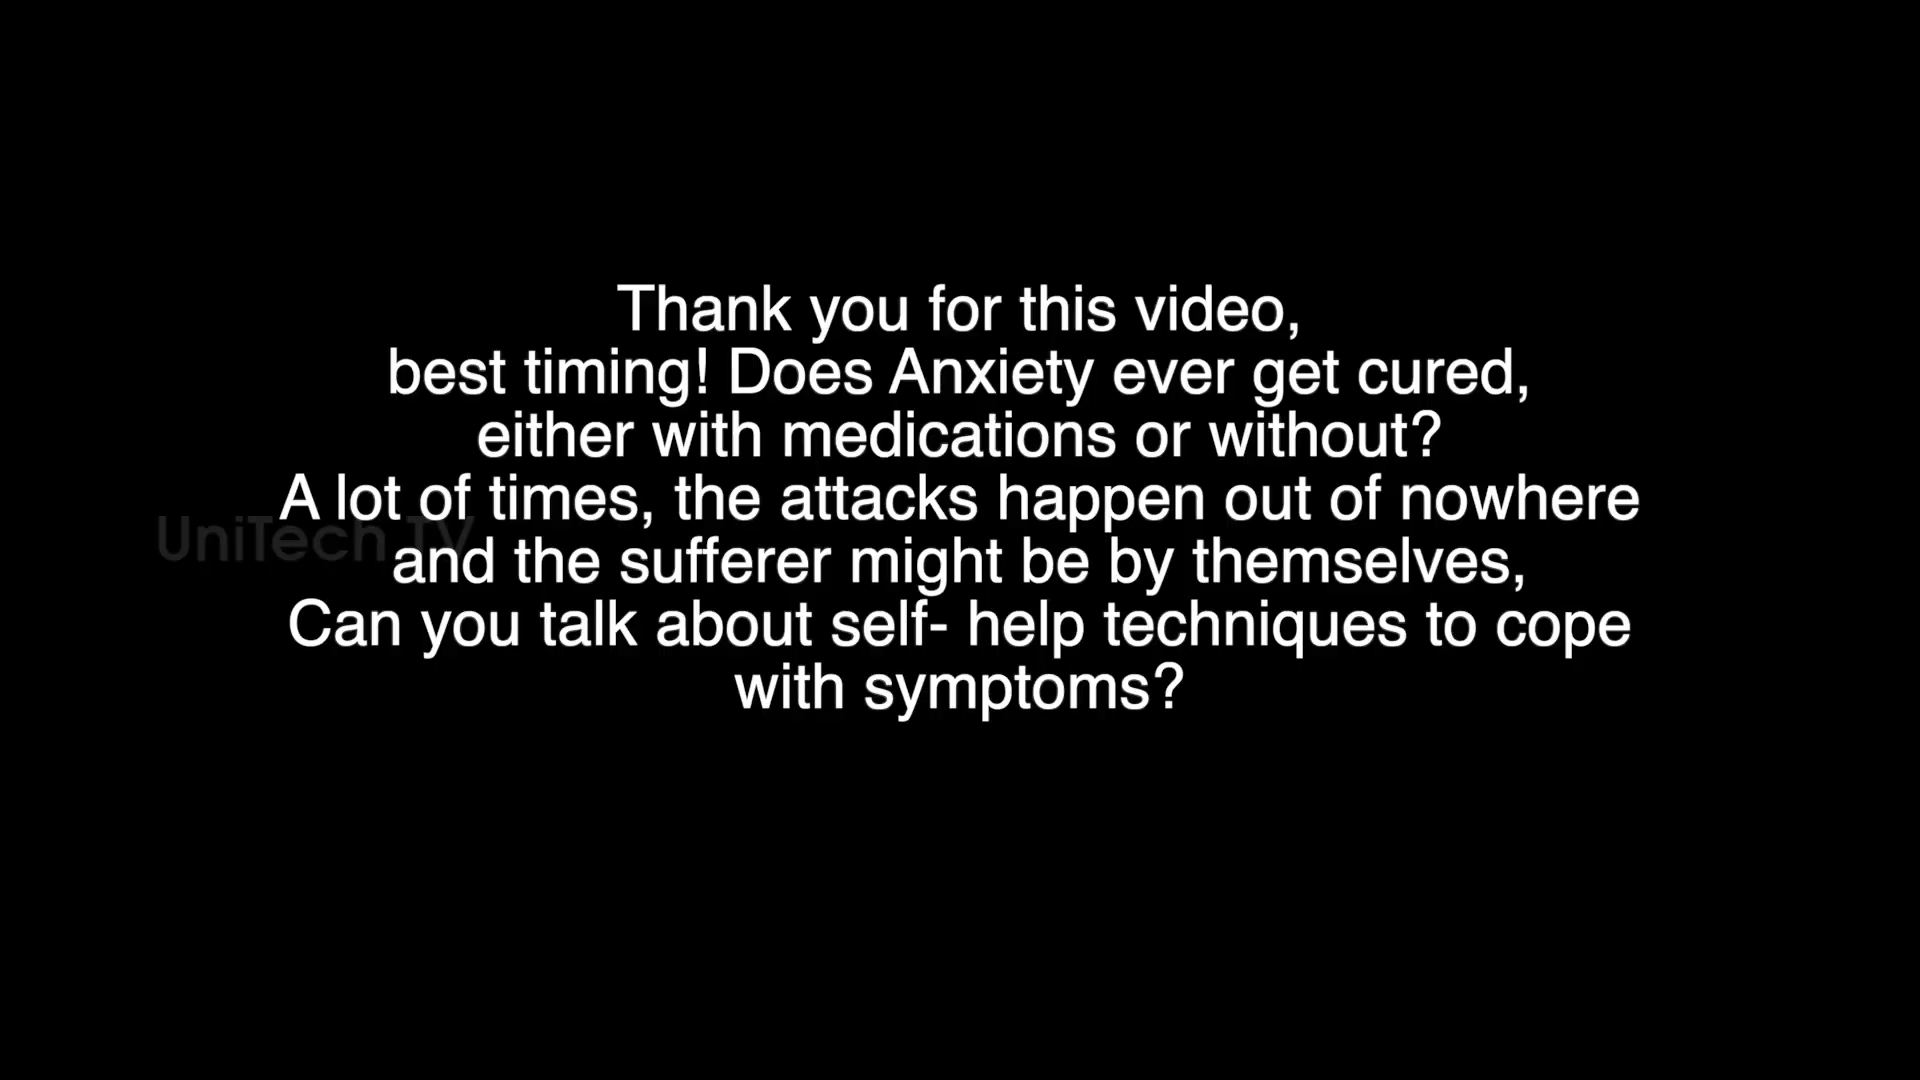 Thank you for this video,
best timing! Does Anxiety ever get cured,
either with medications or without?
A lot of times, the attacks happen out of nowhere
UniTech TV
and the sufferer might be by themselves,
Can you talk about self- help techniques to cope
with symptoms?